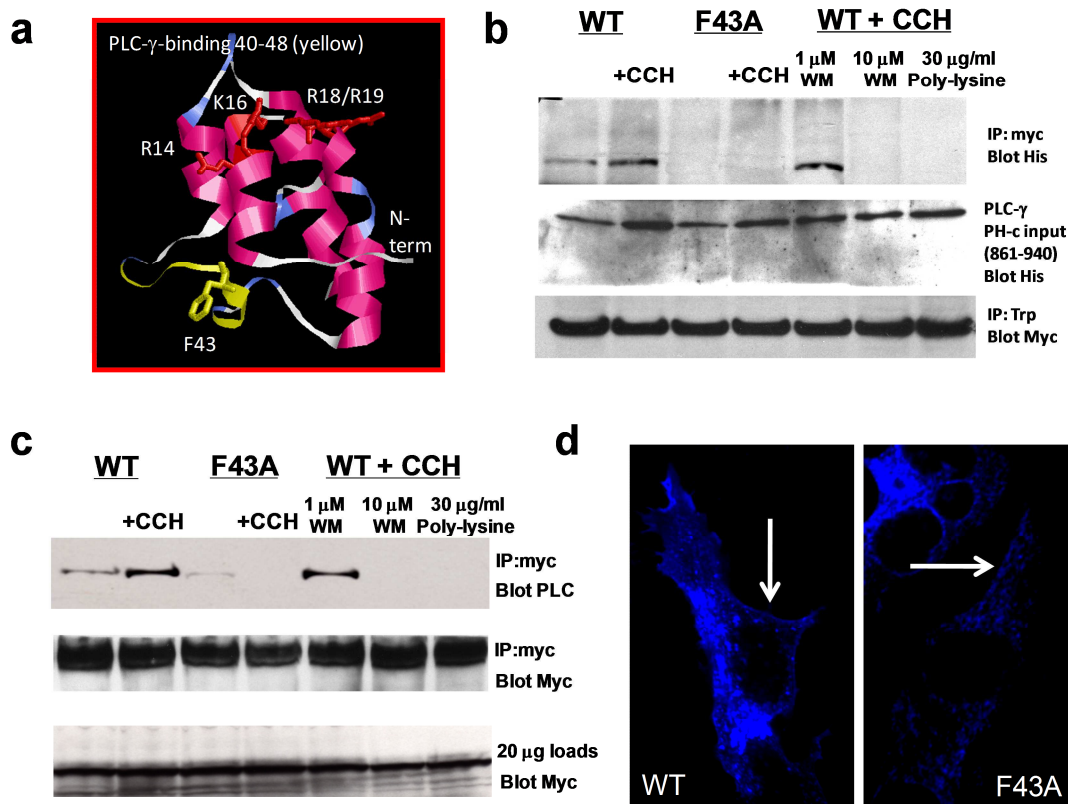 a
PLC-γ-binding 40-48 (yellow)
K16
R18/R19
R14
N-
term
F43
b
WT
F43A
WT + CCH
+CCH
+CCH
1 μM
WM
10 μM
WM
30 μg/ml
Poly-lysine
IP: myc
Blot His
PLC-γ
PH-c input
(861-940)
Blot His
IP: Trp
Blot Myc
c
WT
F43A
WT + CCH
+CCH
+CCH
1 μM
WM
10 μM
WM
30 μg/ml
Poly-lysine
IP:myc
Blot PLC
IP:myc
Blot Myc
20 μg loads
Blot Myc
d
WT
F43A